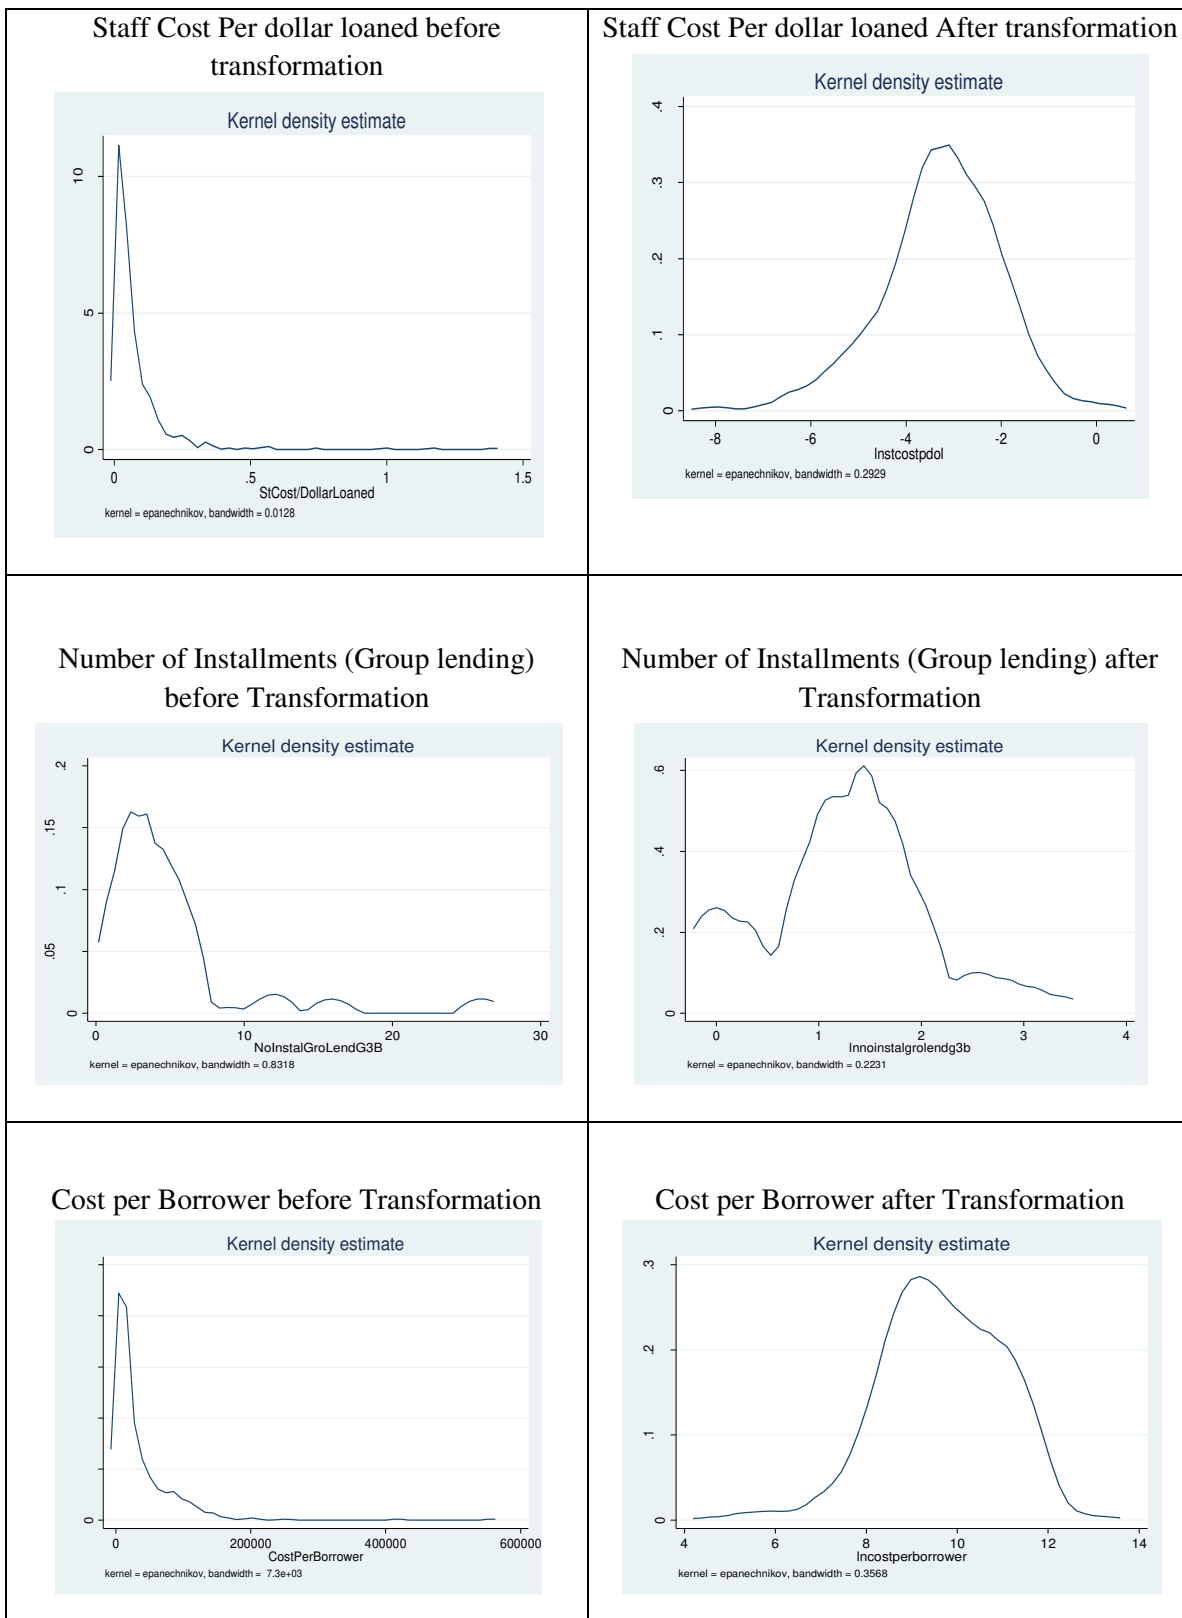 Staff Cost Per dollar loaned before
transformation
Kernel density estimate
10
5
0
0 .5 1 1.5
StCost/DollarLoaned
kernel = epanechnikov, bandwidth = 0.0128
Staff Cost Per dollar loaned After transformation
Kernel density estimate
.4
.3
.2
.1
0
-8 -6 -4 -2 0
lnstcostpdol
kernel = epanechnikov, bandwidth = 0.2929
Number of Installments (Group lending)
before Transformation
Kernel density estimate
.2
.15
.1
.05
0
0 10 20 30
NoInstalGroLendG3B
kernel = epanechnikov, bandwidth = 0.8318
Number of Installments (Group lending) after
Transformation
Kernel density estimate
.6
.4
.2
0
0 1 2 3 4
lnnoinstalgrolendg3b
kernel = epanechnikov, bandwidth = 0.2231
Cost per Borrower before Transformation
Kernel density estimate
0
0 200000 400000 600000
CostPerBorrower
kernel = epanechnikov, bandwidth = 7.3e+03
Cost per Borrower after Transformation
Kernel density estimate
.3
.2
.1
0
4 6 8 10 12 14
lncostperborrower
kernel = epanechnikov, bandwidth = 0.3568